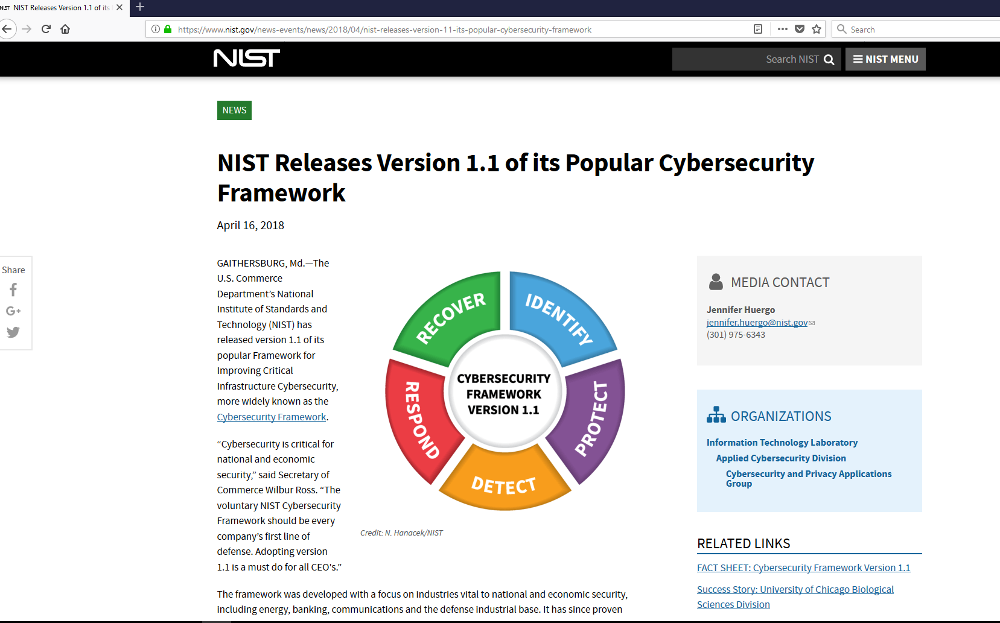 NIST NIST Releases Version 1.1 of its
https://www.nist.gov/news-events/news/2018/04/nist-releases-version-11-its-popular-cybersecurity-framework
Search
NIST
Search NIST
NIST MENU
NEWS
NIST Releases Version 1.1 of its Popular Cybersecurity
Framework
April 16, 2018
Share
G+
GAITHERSBURG, Md.—The
U.S. Commerce
Department’s National
Institute of Standards and
Technology (NIST) has
released version 1.1 of its
popular Framework for
Improving Critical
Infrastructure Cybersecurity,
more widely known as the
Cybersecurity Framework.
“Cybersecurity is critical for
national and economic
security,” said Secretary of
Commerce Wilbur Ross. “The
voluntary NIST Cybersecurity
Framework should be every
company’s first line of
defense. Adopting version
1.1 is a must do for all CEO's.”
RECOVER
IDENTIFY
PROTECT
DETECT
RESPOND
CYBERSECURITY
FRAMEWORK
VERSION 1.1
Credit: N. Hanacek/NIST
The framework was developed with a focus on industries vital to national and economic security,
including energy, banking, communications and the defense industrial base. It has since proven
MEDIA CONTACT
Jennifer Huergo
jennifer.huergo@nist.gov
(301) 975-6343
ORGANIZATIONS
Information Technology Laboratory
Applied Cybersecurity Division
Cybersecurity and Privacy Applications
Group
RELATED LINKS
FACT SHEET: Cybersecurity Framework Version 1.1
Success Story: University of Chicago Biological
Sciences Division